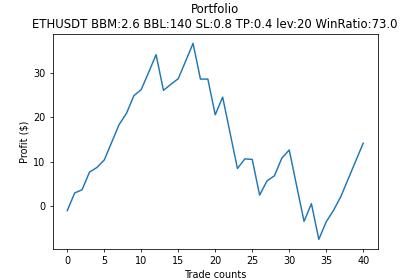 Portfolio
ETHUSDT BBM:2.6 BBL:140 SL:0.8 TP:0.4 lev:20 WinRatio:73.0
Profit ($)
30
20
10
0
0 5 10 15 20 25 30 35 40
Trade counts